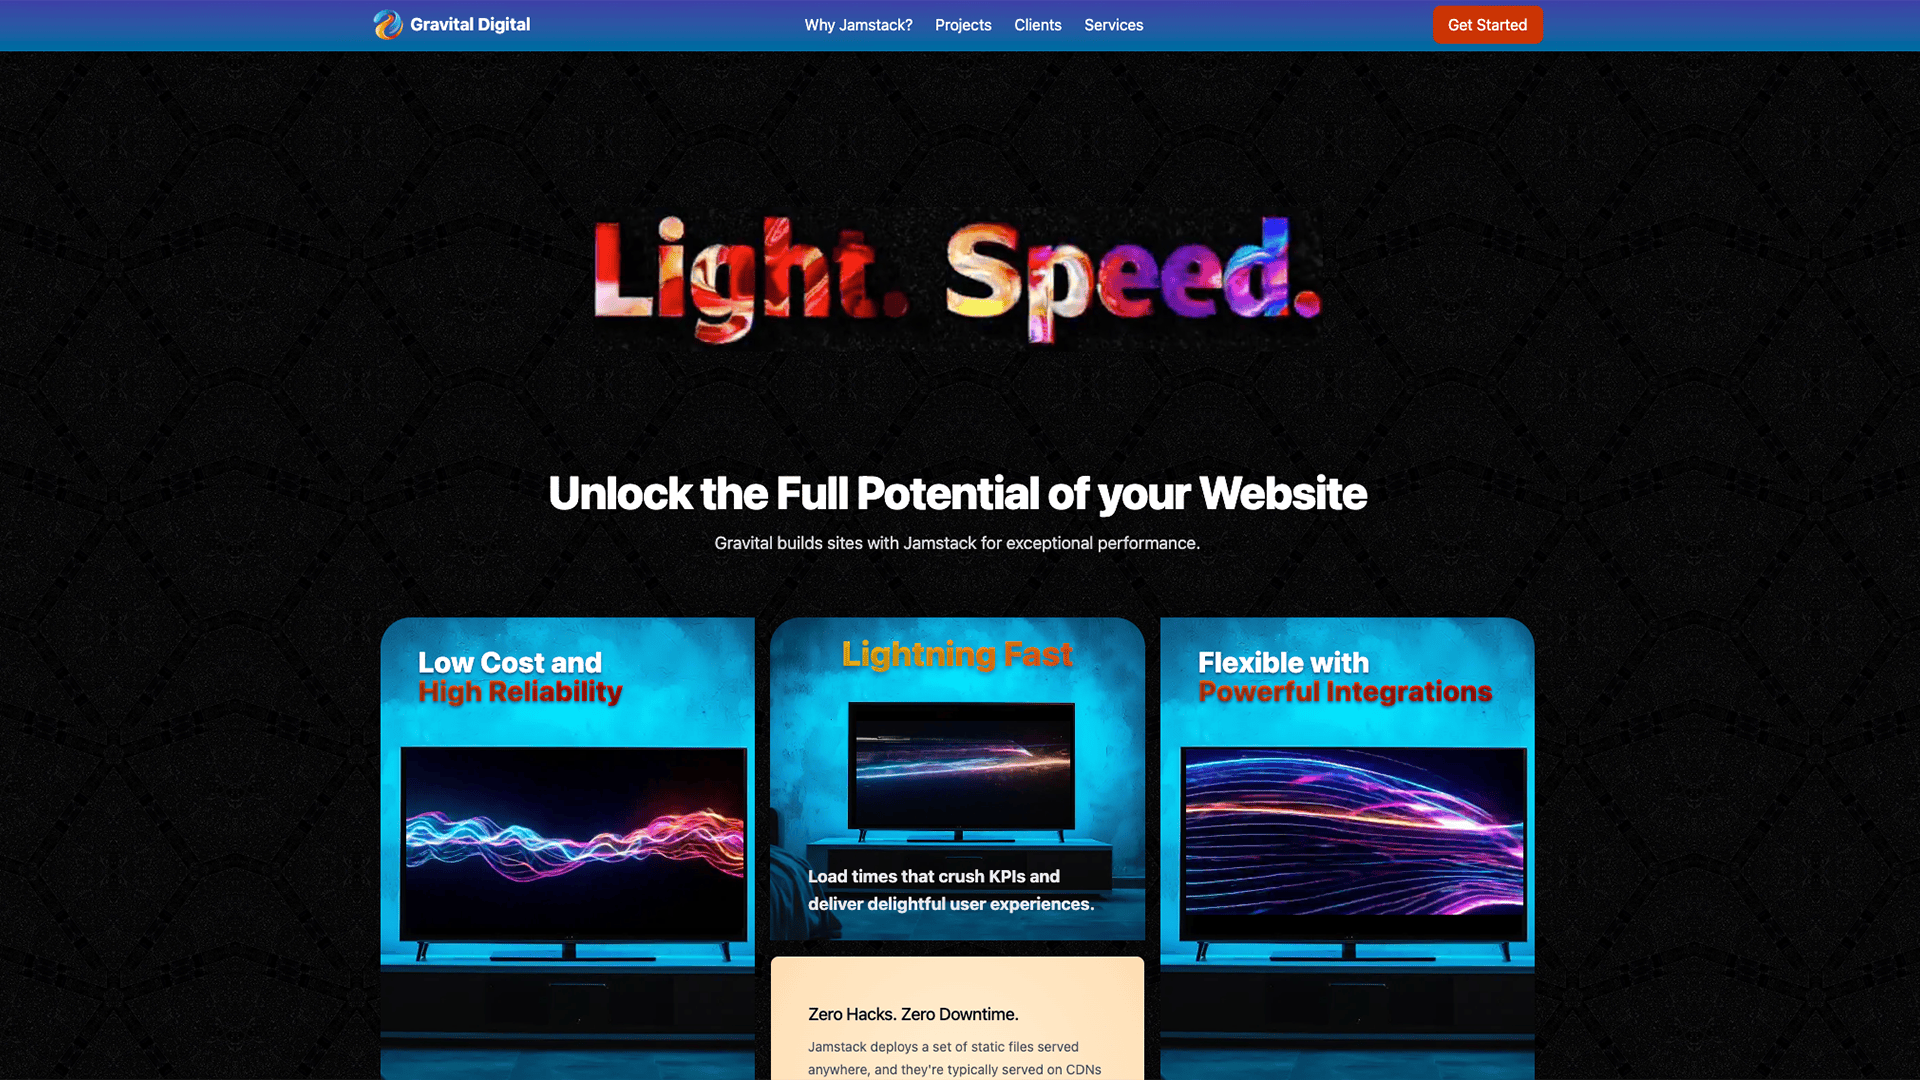 Gravital Digital
Why Jamstack?
Projects
Clients
Services
Get Started
Light. Speed.
Unlock the Full Potential of your Website
Gravital builds sites with Jamstack for exceptional performance.
Low Cost and
High Reliability
Lightning Fast
Load times that crush KPIs and
deliver delightful user experiences.
Zero Hacks. Zero Downtime.
Jamstack deploys a set of static files served
anywhere, and they're typically served on CDNs
Flexible with
Powerful Integrations